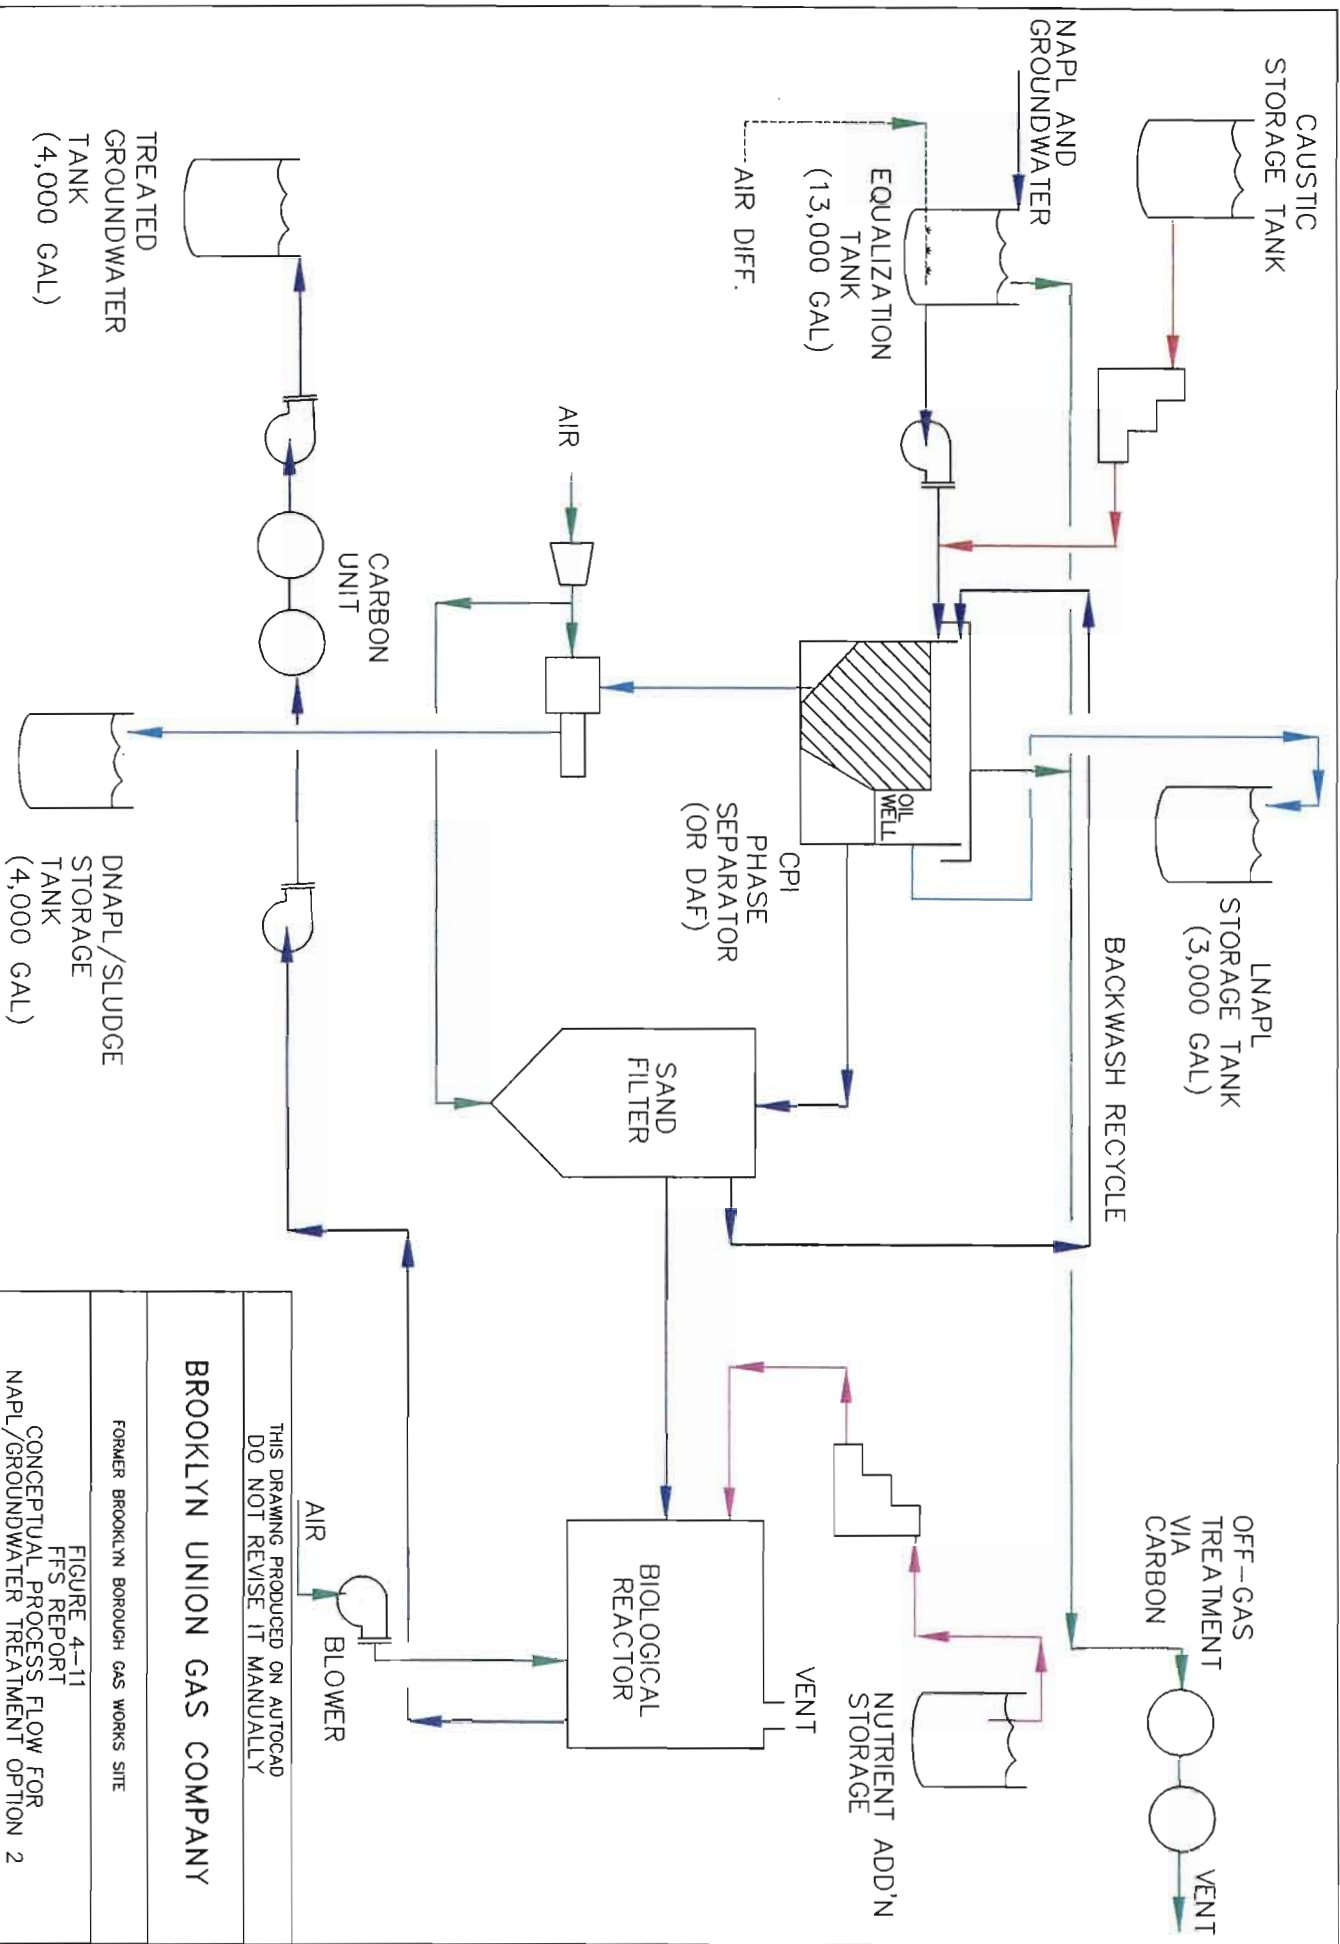 CAUSTIC
STORAGE TANK
NAPL AND
GROUNDWATER
EQUALIZATION
TANK
(13,000 GAL)
AIR DIFF.
LNAPL
STORAGE TANK
(3,000 GAL)
BACKWASH RECYCLE
OIL
WELL
CPI
PHASE
SEPARATOR
(OR DAF)
AIR
SAND
FILTER
OFF-GAS
TREATMENT
VIA
CARBON
VENT
NUTRIENT ADD'N
STORAGE
VENT
BIOLOGICAL
REACTOR
AIR
BLOWER
CARBON
UNIT
TREATED
GROUNDWATER
TANK
(4,000 GAL)
DNAPL/SLUDGE
STORAGE
TANK
(4,000 GAL)
THIS DRAWING PRODUCED ON AUTOCAD
DO NOT REVISE IT MANUALLY
BROOKLYN UNION GAS COMPANY
FORMER BROOKLYN BOROUGH GAS WORKS SITE
FIGURE 4-11
FFS REPORT
CONCEPTUAL PROCESS FLOW FOR
NAPL/GROUNDWATER TREATMENT OPTION 2